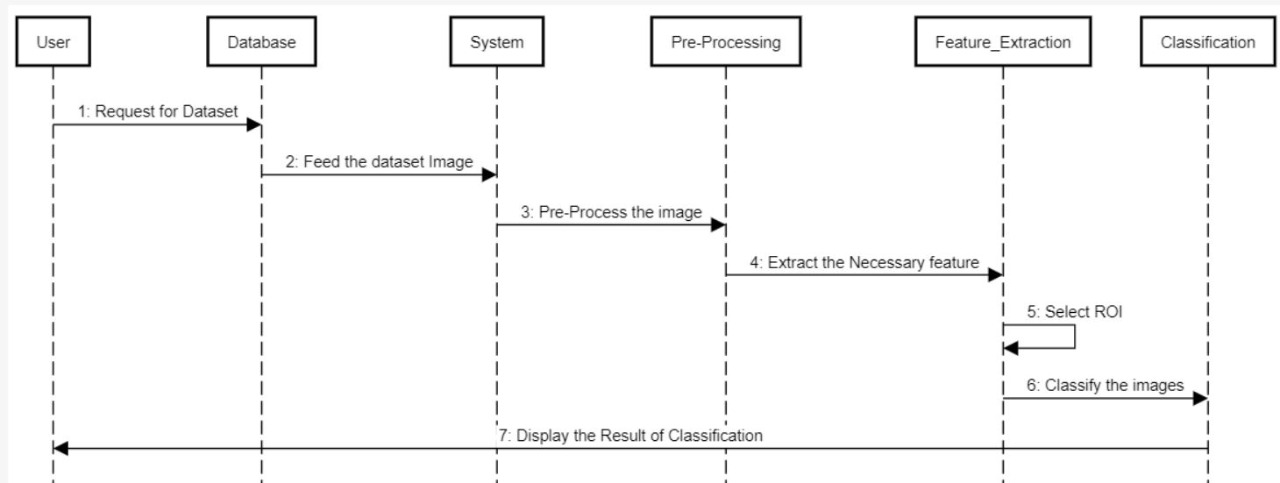 User
Database
System
Pre-Processing
Feature_Extraction
Classification
1: Request for Dataset
2: Feed the dataset Image
3: Pre-Process the image
4: Extract the Necessary feature
5: Select ROI
6: Classify the images
7: Display the Result of Classification